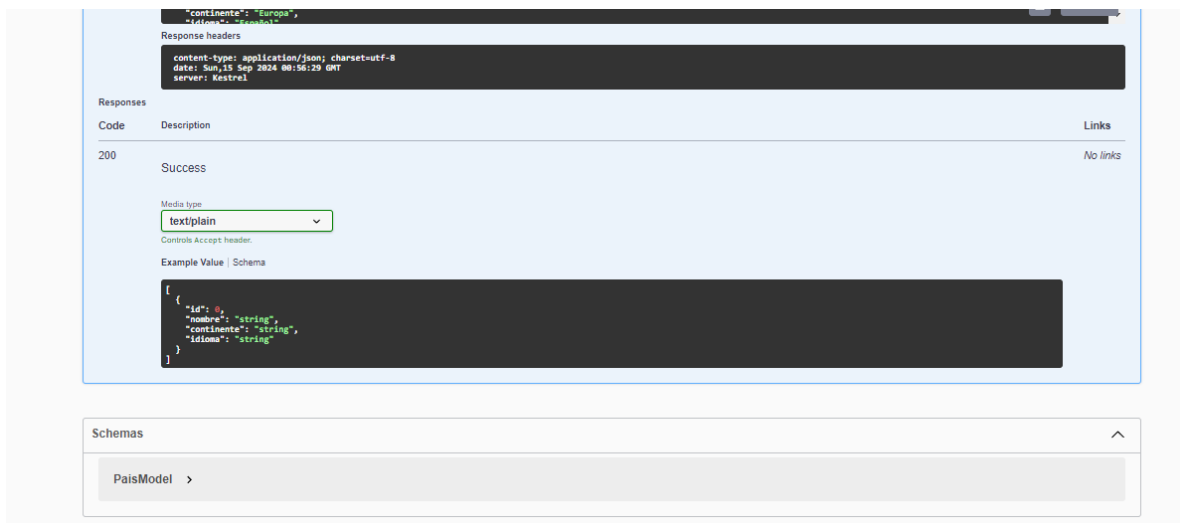 "continente": "Europa",
"idioma": "Español"
Response headers
content-type: application/json; charset=utf-8
date: Sun,15 Sep 2024 00:56:29 GMT
server: Kestrel
Responses
Code Description Links
200 Success No links
Media type
text/plain
Controls Accept header.
Example Value | Schema
[
{
"id": 0,
"nombre": "string",
"continente": "string",
"idioma": "string"
}
]
Schemas
PaisModel